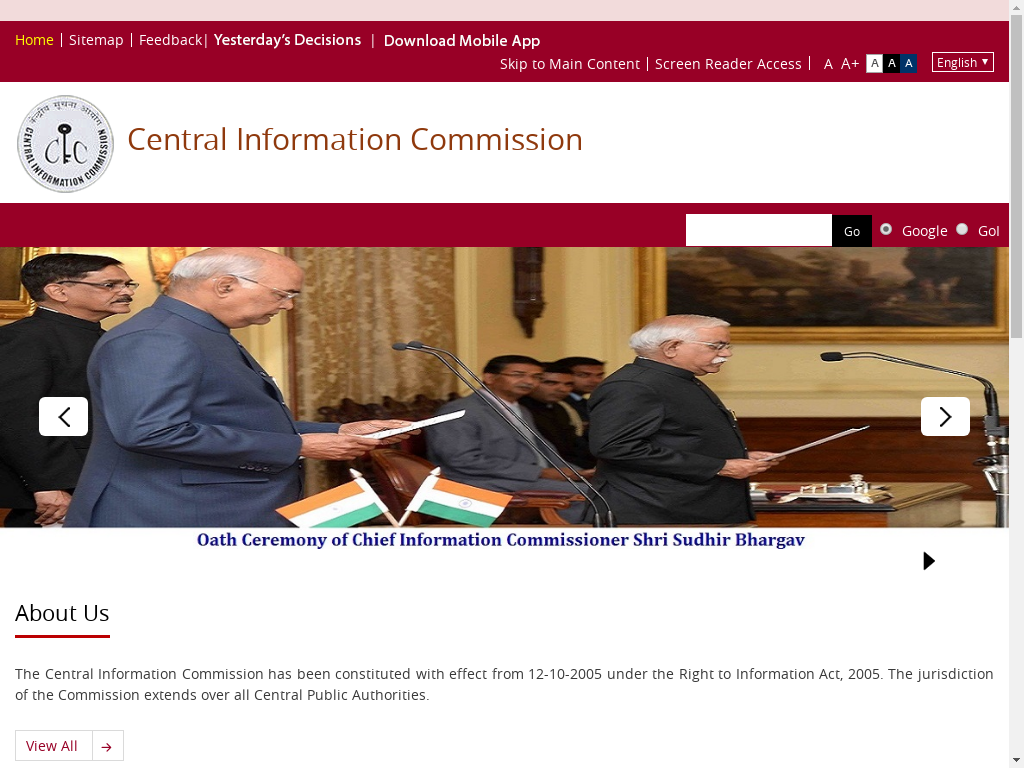 Home | Sitemap | Feedback | Yesterday's Decisions | Download Mobile App
Skip to Main Content | Screen Reader Access | A A+ A A A English ▼
केन्द्रीय सूचना आयोग
CIC
CENTRAL INFORMATION COMMISSION
Central Information Commission
Go Google GoI
Oath Ceremony of Chief Information Commissioner Shri Sudhir Bhargav
About Us
The Central Information Commission has been constituted with effect from 12-10-2005 under the Right to Information Act, 2005. The jurisdiction
of the Commission extends over all Central Public Authorities.
View All →